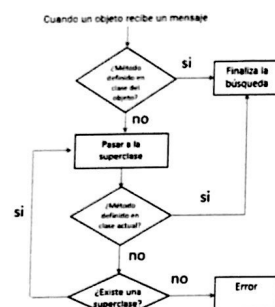 Cuando un objeto recibe un mensaje
¿Método
definido en
clase del
objeto?
si
Finaliza la
búsqueda
no
Pasar a la
superclase
si
¿Método
definido en
clase actual?
si
no
¿Existe una
superclase?
no
Error